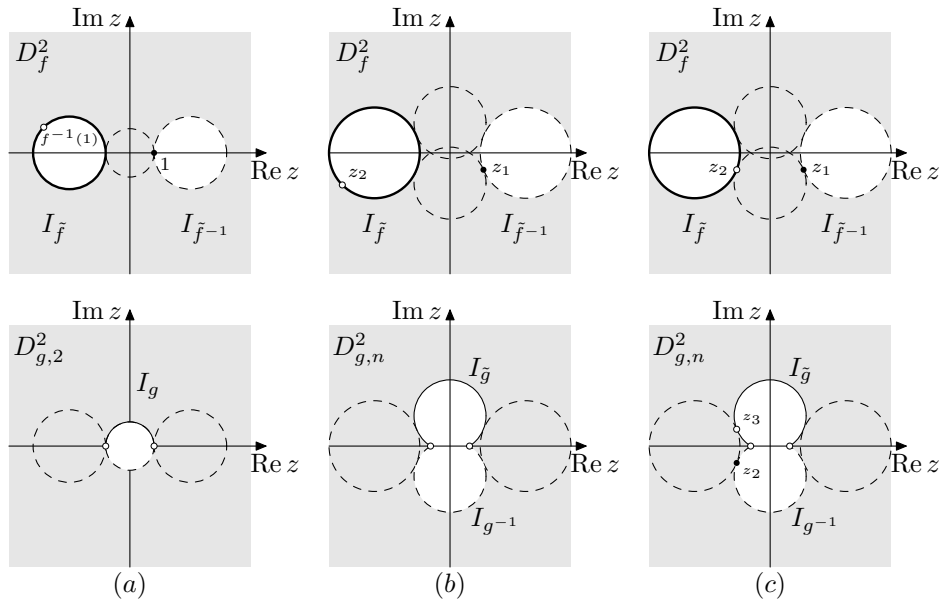 Im z
Im z
Im z
D_f^2
D_f^2
D_f^2
f^{-1}(1)
1
z_2
z_1
z_2
z_1
Re z
Re z
Re z
I_{\tilde{f}}
I_{\tilde{f}^{-1}}
I_{\tilde{f}}
I_{\tilde{f}^{-1}}
I_{\tilde{f}}
I_{\tilde{f}^{-1}}
Im z
Im z
Im z
D_{g,2}^2
D_{g,n}^2
D_{g,n}^2
I_g
I_{\tilde{g}}
I_{\tilde{g}}
z_3
z_2
Re z
Re z
Re z
I_{g^{-1}}
I_{g^{-1}}
(a)
(b)
(c)